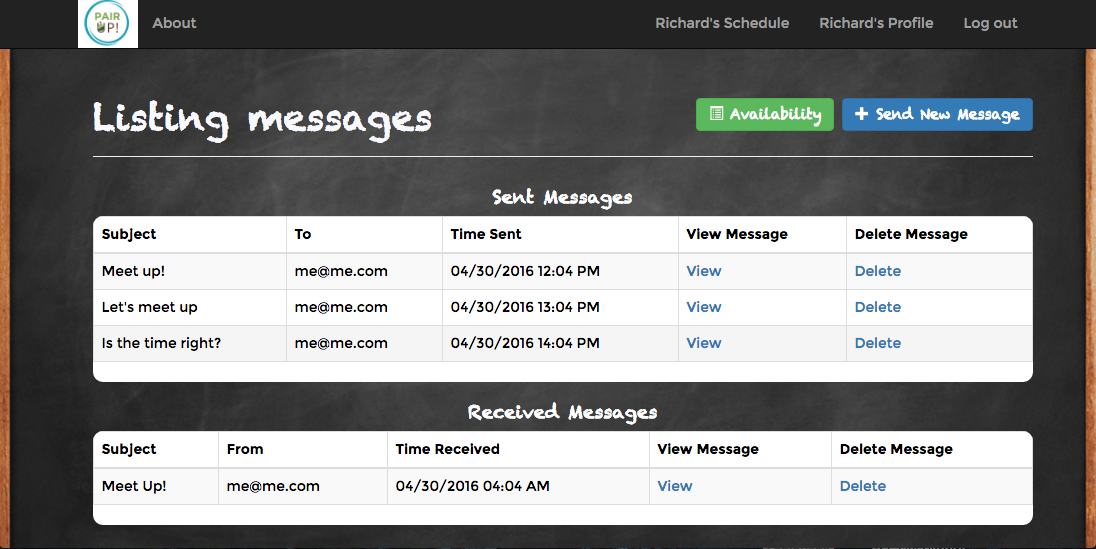 PAIR
UP!
About
Richard's Schedule
Richard's Profile
Log out
Listing messages
Availability
Send New Message
Sent Messages
Subject To Time Sent View Message Delete Message
Meet up! me@me.com 04/30/2016 12:04 PM View Delete
Let's meet up me@me.com 04/30/2016 13:04 PM View Delete
Is the time right? me@me.com 04/30/2016 14:04 PM View Delete
Received Messages
Subject From Time Received View Message Delete Message
Meet Up! me@me.com 04/30/2016 04:04 AM View Delete